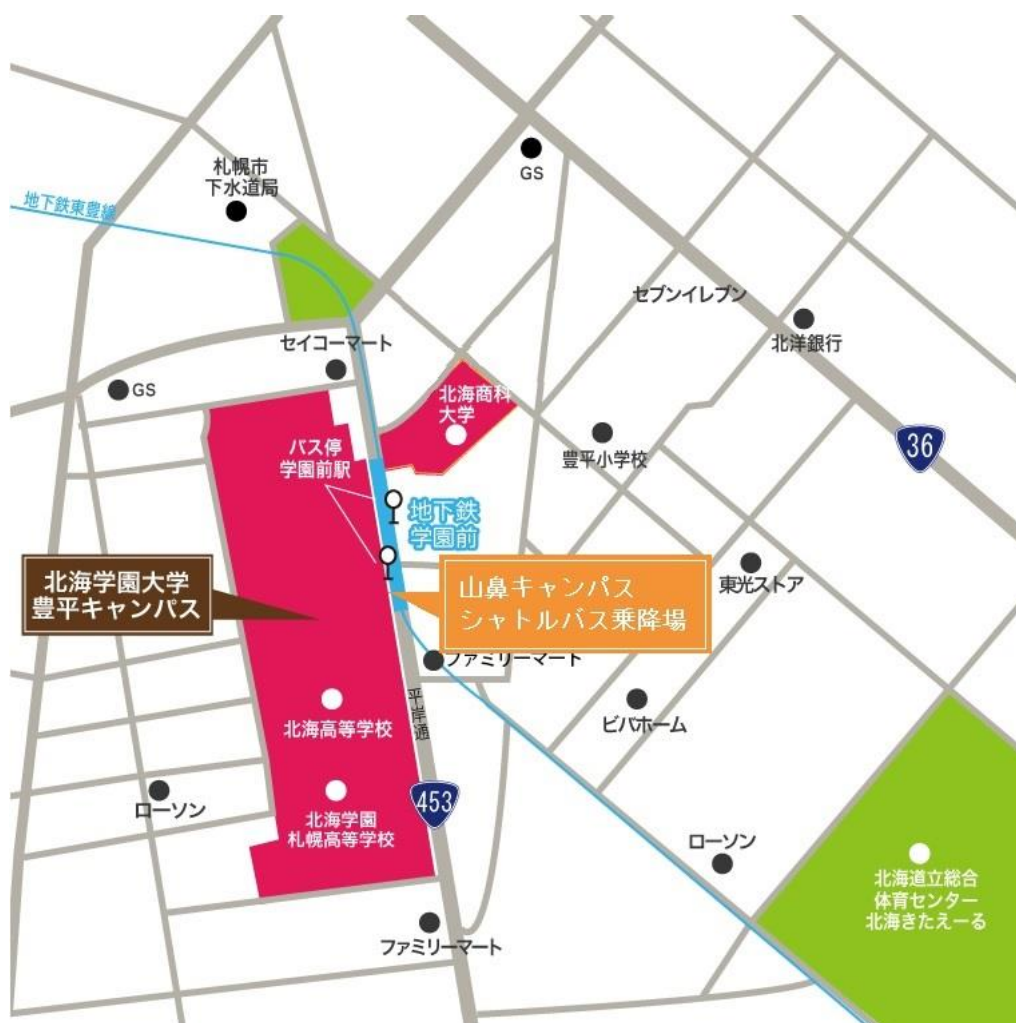 札幌市
下水道局
GS
地下鉄東豊線
セブンイレブン
北洋銀行
セイコーマート
GS
北海商科
大学
36
バス停
学園前駅
豊平小学校
地下鉄
学園前
北海学園大学
豊平キャンパス
山鼻キャンパス
シャトルバス乗降場
東光ストア
ファミリーマート
北海高等学校
平岸通
ビバホーム
453
ローソン
北海学園
札幌高等学校
ローソン
北海道立総合
体育センター
北海きたえーる
ファミリーマート